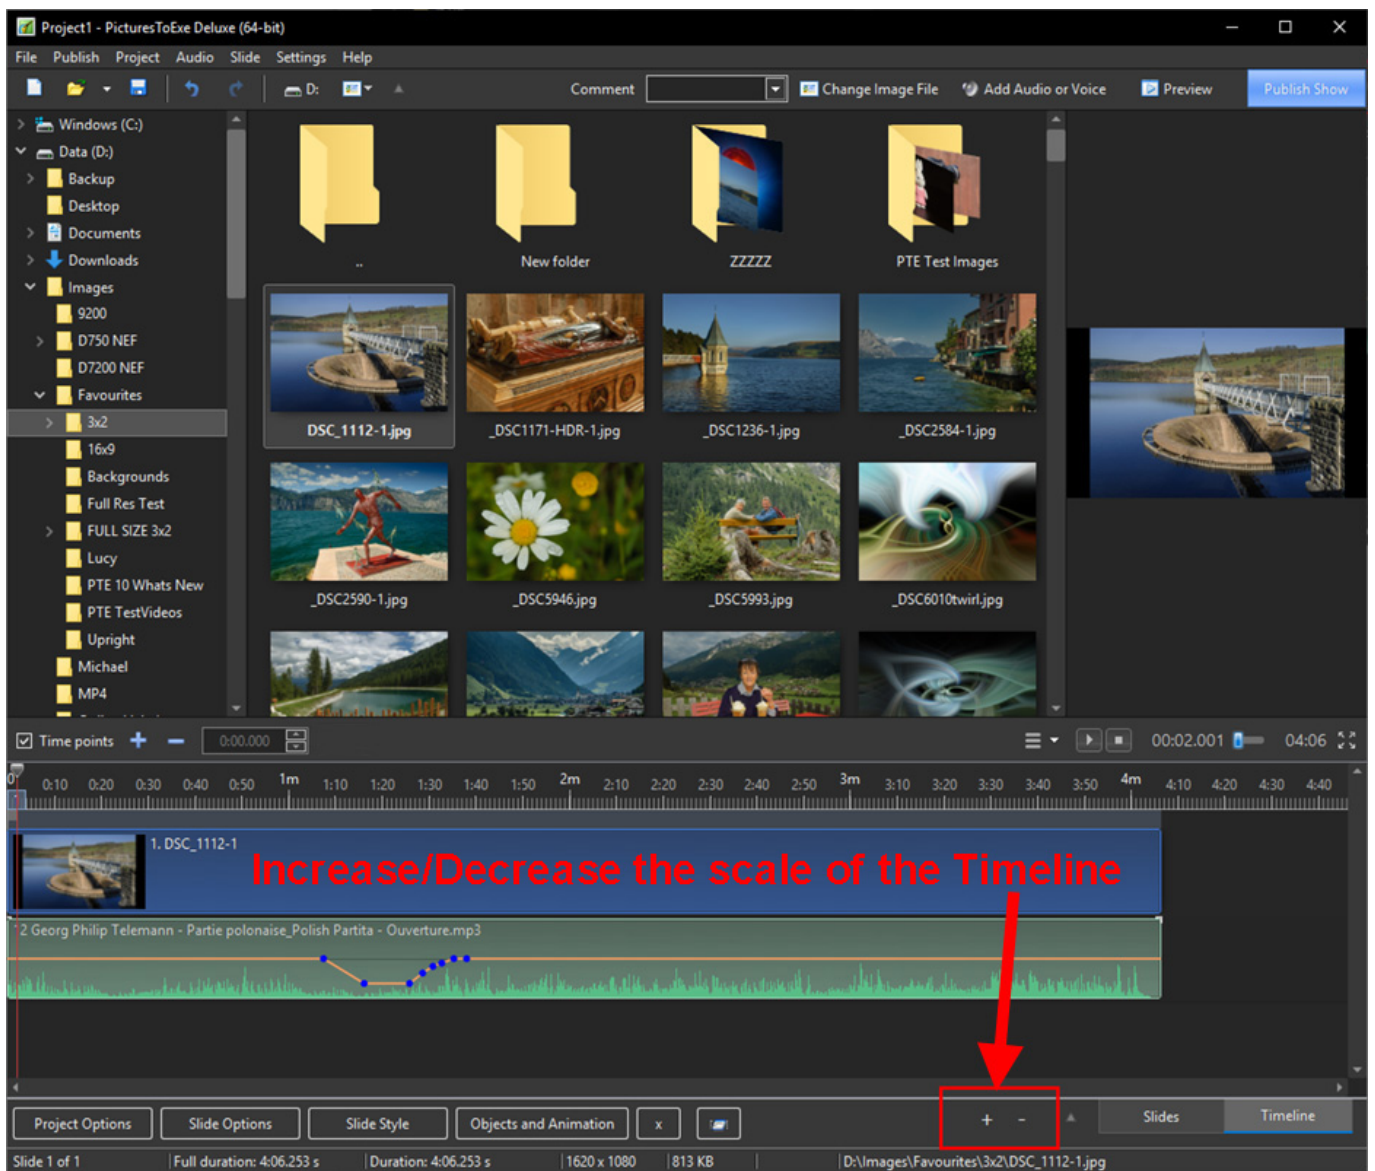 Project1 - PicturesToExe Deluxe (64-bit)
File Publish Project Audio Slide Settings Help
D: Comment Change Image File Add Audio or Voice Preview Publish Show
Windows (C:)
Data (D:)
Backup
Desktop
Documents
Downloads
Images
9200
D750 NEF
D7200 NEF
Favourites
3x2
16x9
Backgrounds
Full Res Test
FULL SIZE 3x2
Lucy
PTE 10 Whats New
PTE TestVideos
Upright
Michael
MP4
.. New folder ZZZZZ PTE Test Images
DSC_1112-1.jpg _DSC1171-HDR-1.jpg _DSC1236-1.jpg _DSC2584-1.jpg
_DSC2590-1.jpg _DSC5946.jpg _DSC5993.jpg _DSC6010twirl.jpg
Time points + − 0:00.000 00:02.001 04:06
0 0:10 0:20 0:30 0:40 0:50 1m 1:10 1:20 1:30 1:40 1:50 2m 2:10 2:20 2:30 2:40 2:50 3m 3:10 3:20 3:30 3:40 3:50 4m 4:10 4:20 4:30 4:40
1. DSC_1112-1
Increase/Decrease the scale of the Timeline
2 Georg Philip Telemann - Partie polonaise_Polish Partita - Ouverture.mp3
Project Options Slide Options Slide Style Objects and Animation x + - Slides Timeline
Slide 1 of 1 Full duration: 4:06.253 s Duration: 4:06.253 s 1620 x 1080 813 KB D:\Images\Favourites\3x2\DSC_1112-1.jpg